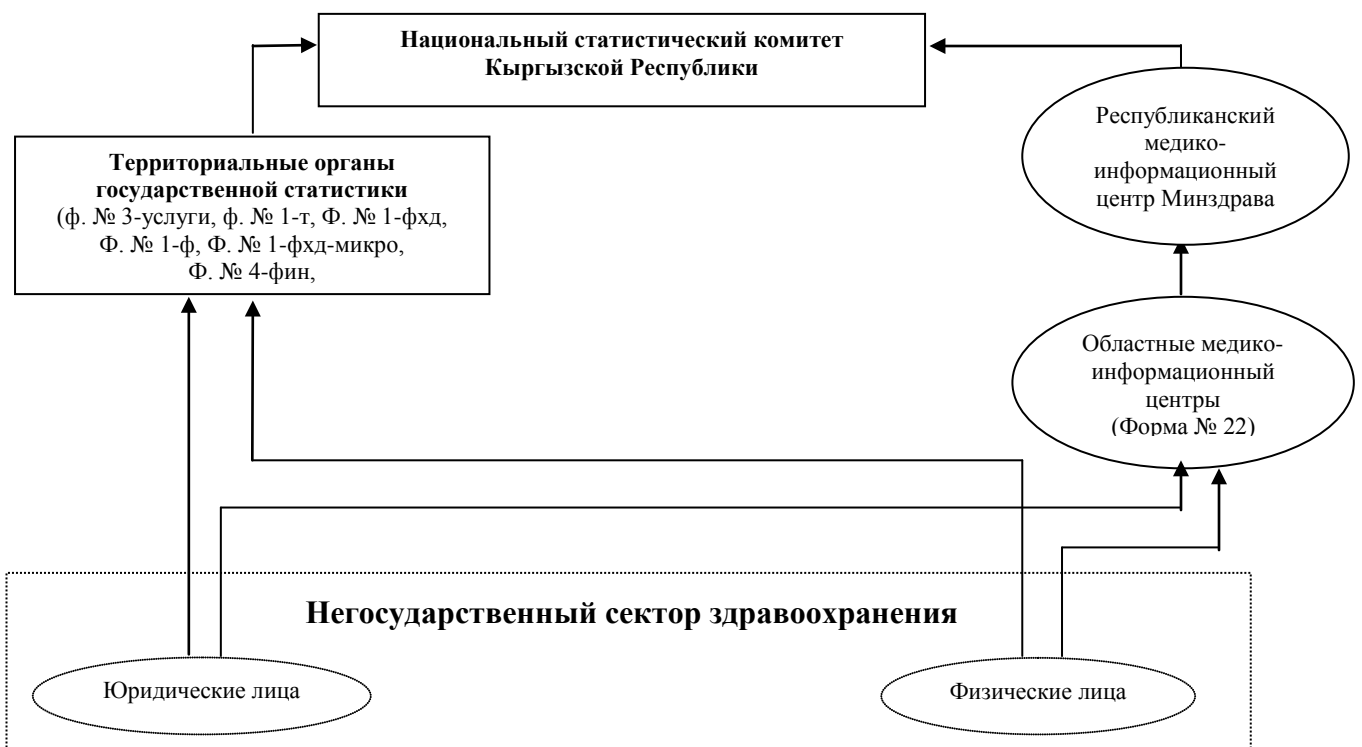 Национальный статистический комитет
Кыргызской Республики
Республиканский
медико-
информационный
центр Минздрава
Территориальные органы
государственной статистики
(ф. № 3-услуги, ф. № 1-т, Ф. № 1-фхд,
Ф. № 1-ф, Ф. № 1-фхд-микро,
Ф. № 4-фин,
Областные медико-
информационный
центры
(Форма № 22)
Негосударственный сектор здравоохранения
Юридические лица
Физические лица